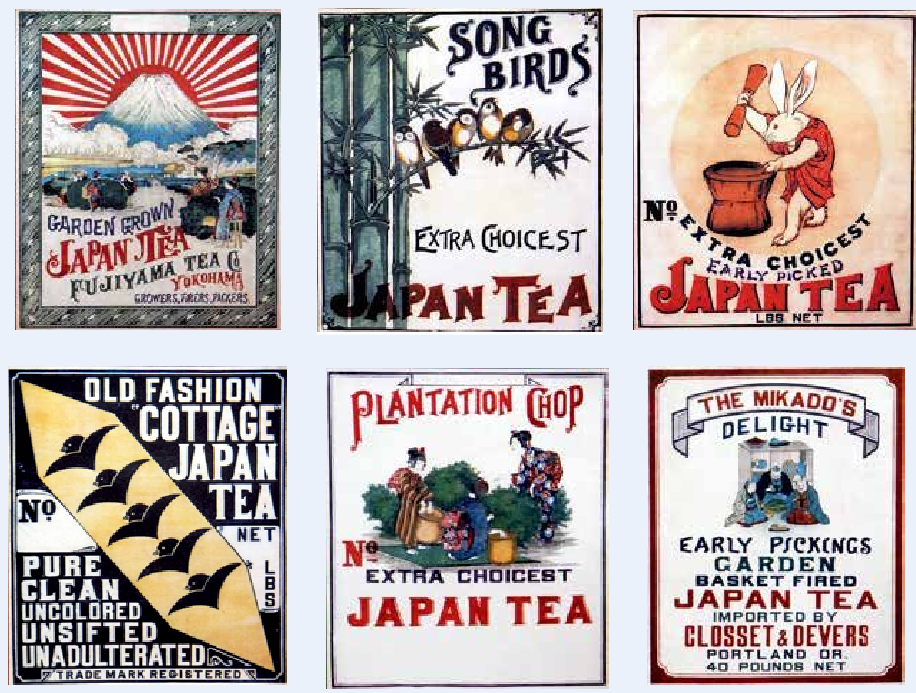 GARDEN GROWN
JAPAN TEA
FUJIYAMA TEA Cº
YOKOHAMA
GROWERS, FIRERS, PACKERS.
SONG
BIRDS
EXTRA CHOICEST
JAPAN TEA
Nº
EXTRA CHOICEST
EARLY PICKED
JAPAN TEA
LBS NET
OLD FASHION
"COTTAGE"
JAPAN
TEA
Nº
NET
LBS
PURE
CLEAN
UNCOLORED
UNSIFTED
UNADULTERATED
TRADE MARK REGISTERED
PLANTATION CHOP
Nº
EXTRA CHOICEST
JAPAN TEA
THE MIKADO'S
DELIGHT
EARLY PICKINGS
GARDEN
BASKET FIRED
JAPAN TEA
IMPORTED BY
CLOSSET & DEVERS
PORTLAND OR.
40 POUNDS NET